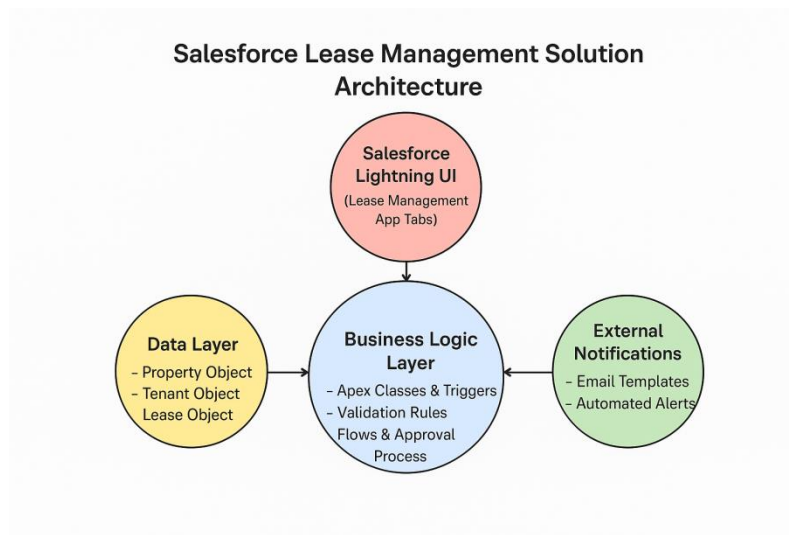 Salesforce Lease Management Solution
Architecture
Salesforce
Lightning UI
(Lease Management
App Tabs)
Data Layer
– Property Object
– Tenant Object
Lease Object
Business Logic
Layer
– Apex Classes & Triggers
– Validation Rules
Flows & Approval
Process
External
Notifications
– Email Templates
– Automated Alerts